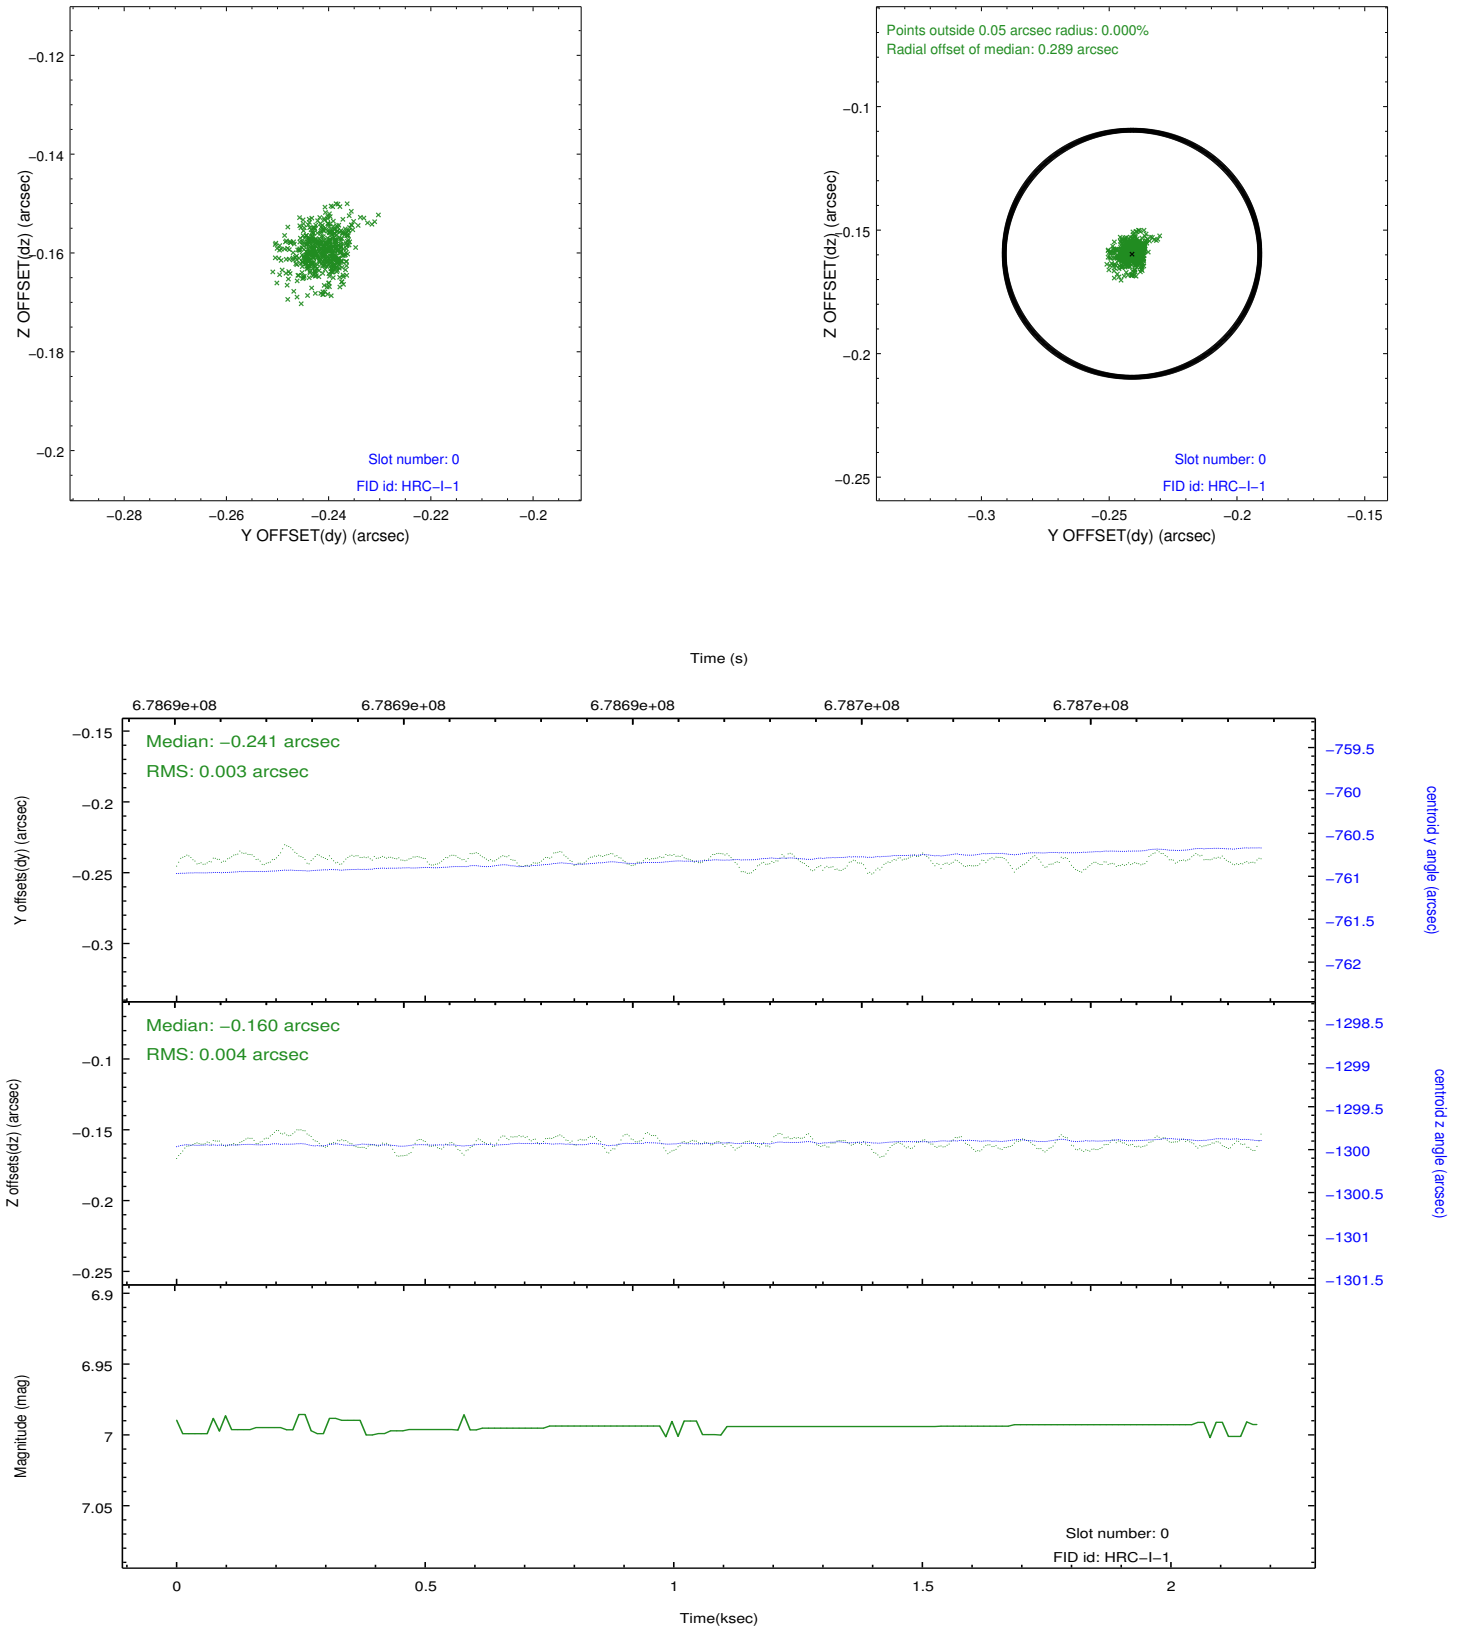 Points outside 0.05 arcsec radius: 0.000%
Radial offset of median: 0.289 arcsec
−0.12
−0.14
−0.16
−0.18
−0.2
Z OFFSET(dz) (arcsec)
Slot number: 0
FID id: HRC−I−1
−0.28
−0.26
−0.24
−0.22
−0.2
Y OFFSET(dy) (arcsec)
−0.1
−0.15
−0.2
−0.25
Z OFFSET(dz) (arcsec)
Slot number: 0
FID id: HRC−I−1
−0.3
−0.25
−0.2
−0.15
Y OFFSET(dy) (arcsec)
Time (s)
6.7869e+08
6.7869e+08
6.7869e+08
6.787e+08
6.787e+08
Median: −0.241 arcsec
RMS: 0.003 arcsec
−0.15
−0.2
−0.25
−0.3
Y offsets(dy) (arcsec)
−759.5
−760
−760.5
−761
−761.5
−762
centroid y angle (arcsec)
Median: −0.160 arcsec
RMS: 0.004 arcsec
−0.1
−0.15
−0.2
−0.25
Z offsets(dz) (arcsec)
−1298.5
−1299
−1299.5
−1300
−1300.5
−1301
−1301.5
centroid z angle (arcsec)
6.9
6.95
7
7.05
Magnitude (mag)
Slot number: 0
FID id: HRC−I−1
0
0.5
1
1.5
2
Time(ksec)